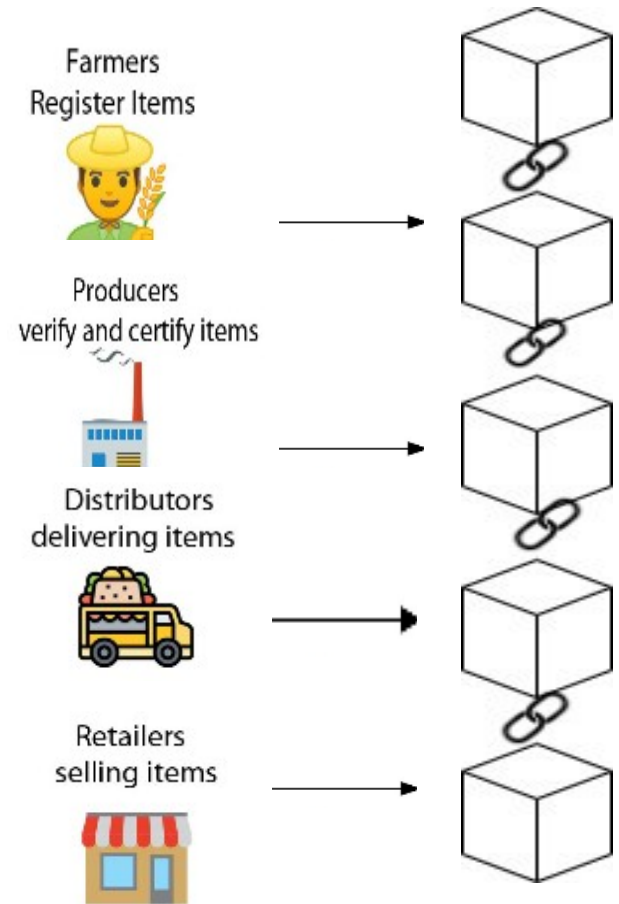 Farmers
Register Items
Producers
verify and certify items
Distributors
delivering items
Retailers
selling items